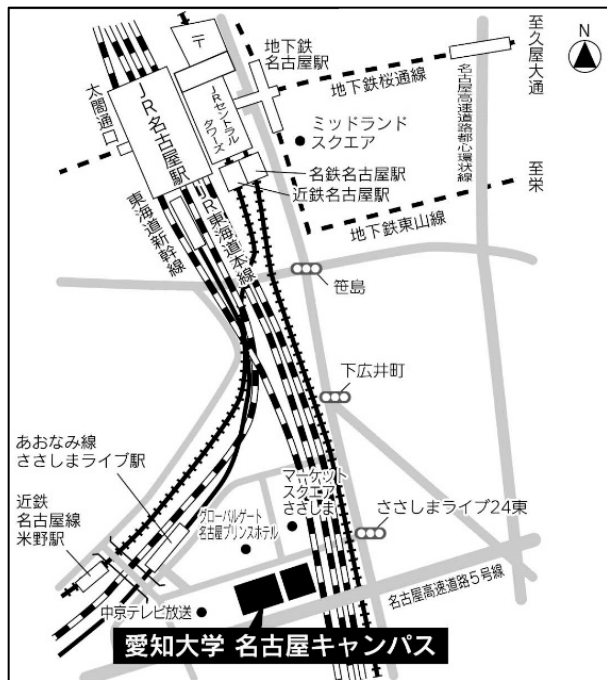 N
至久屋大通
地下鉄
名古屋駅
〒
地下鉄桜通線
名古屋高速道路都心環状線
太閤通口
JR名古屋駅
JRセントラル
タワーズ
ミッドランド
スクエア
名鉄名古屋駅
近鉄名古屋駅
至栄
地下鉄東山線
東海道新幹線
JR東海道本線
笹島
下広井町
あおなみ線
ささしまライブ駅
マーケット
スクエア
ささしま
近鉄
名古屋線
米野駅
グローバルゲート
名古屋プリンスホテル
ささしまライブ24東
名古屋高速道路5号線
中京テレビ放送
愛知大学 名古屋キャンパス